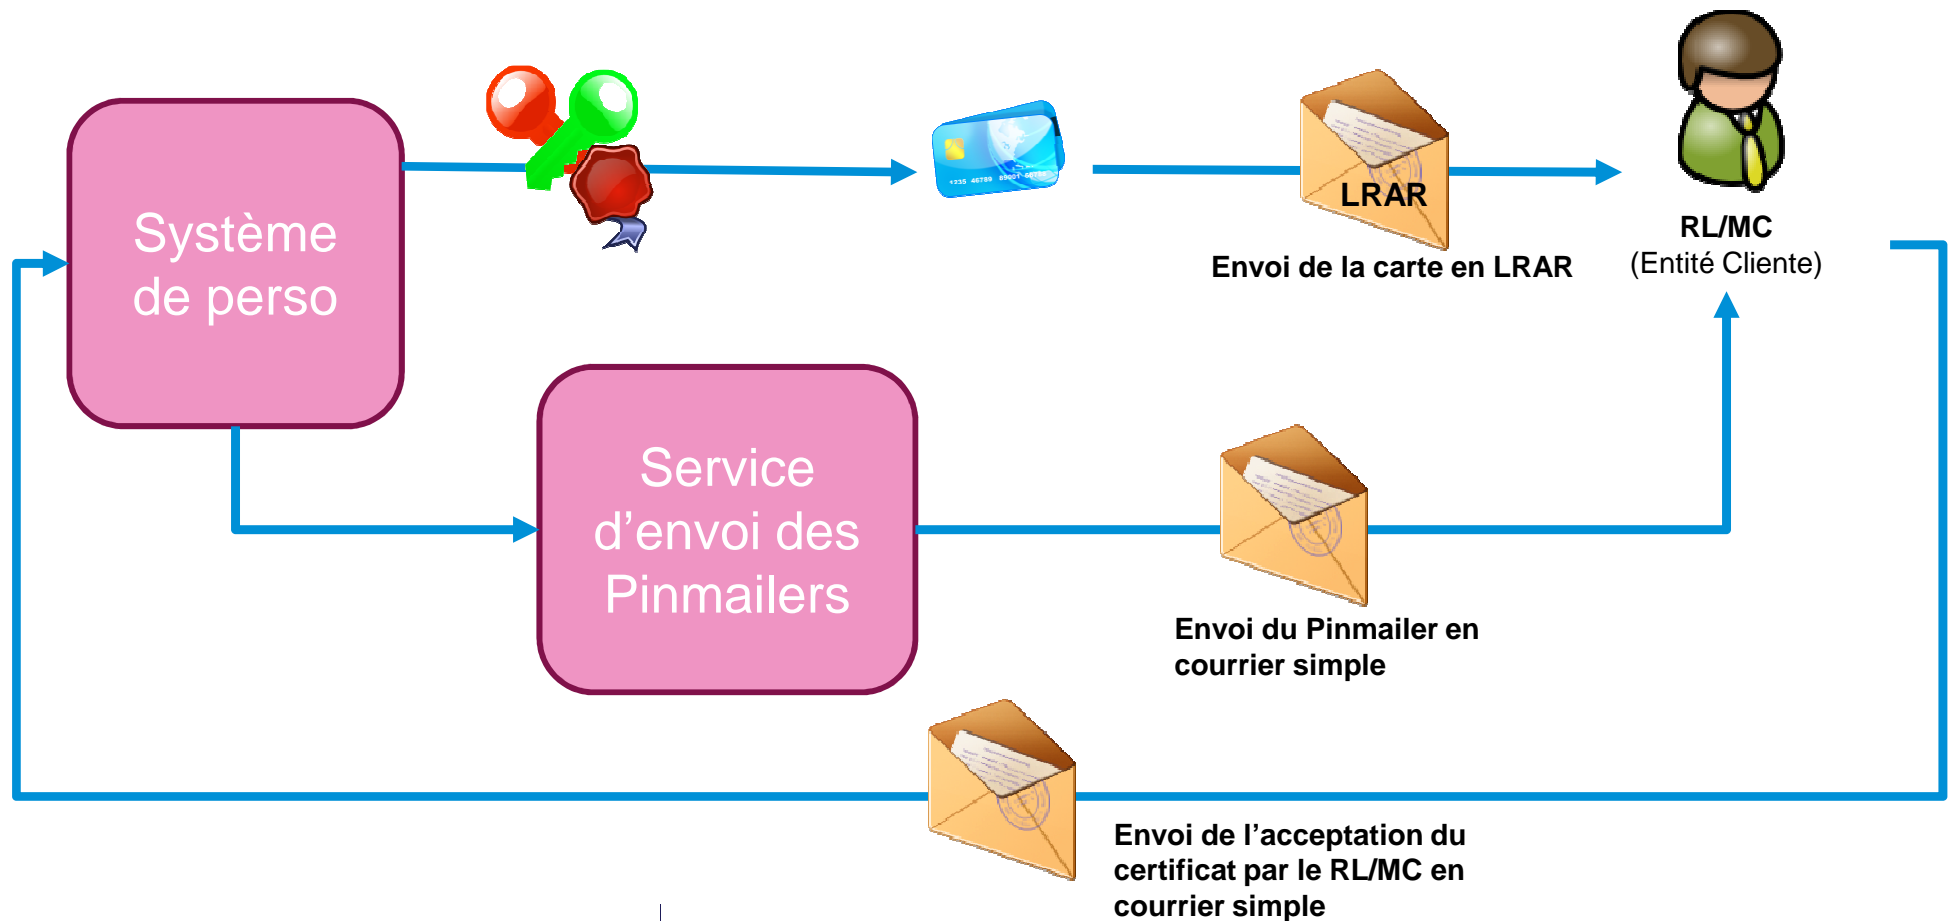 LRAR
RL/MC
(Entité Cliente)
Envoi de la carte en LRAR
Système
de perso
Service
d’envoi des
Pinmailers
Envoi du Pinmailer en
courrier simple
Envoi de l’acceptation du
certificat par le RL/MC en
courrier simple